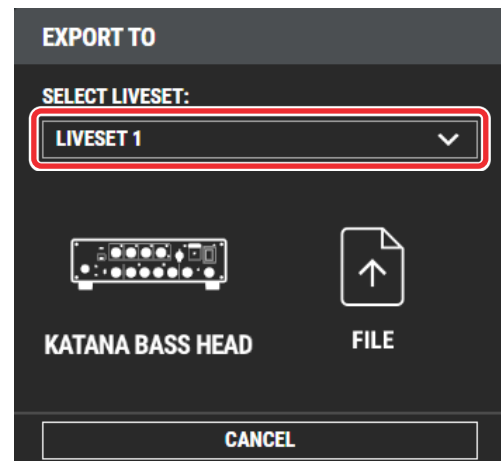 EXPORT TO
SELECT LIVESET:
LIVESET 1
KATANA BASS HEAD
FILE
CANCEL